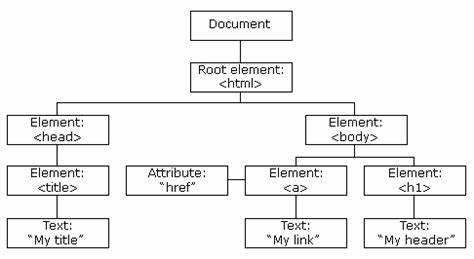 Document
Root element:
<html>
Element:
<head>
Element:
<body>
Element:
<title>
Attribute:
“href”
Element:
<a>
Element:
<h1>
Text:
“My title”
Text:
“My link”
Text:
“My header”